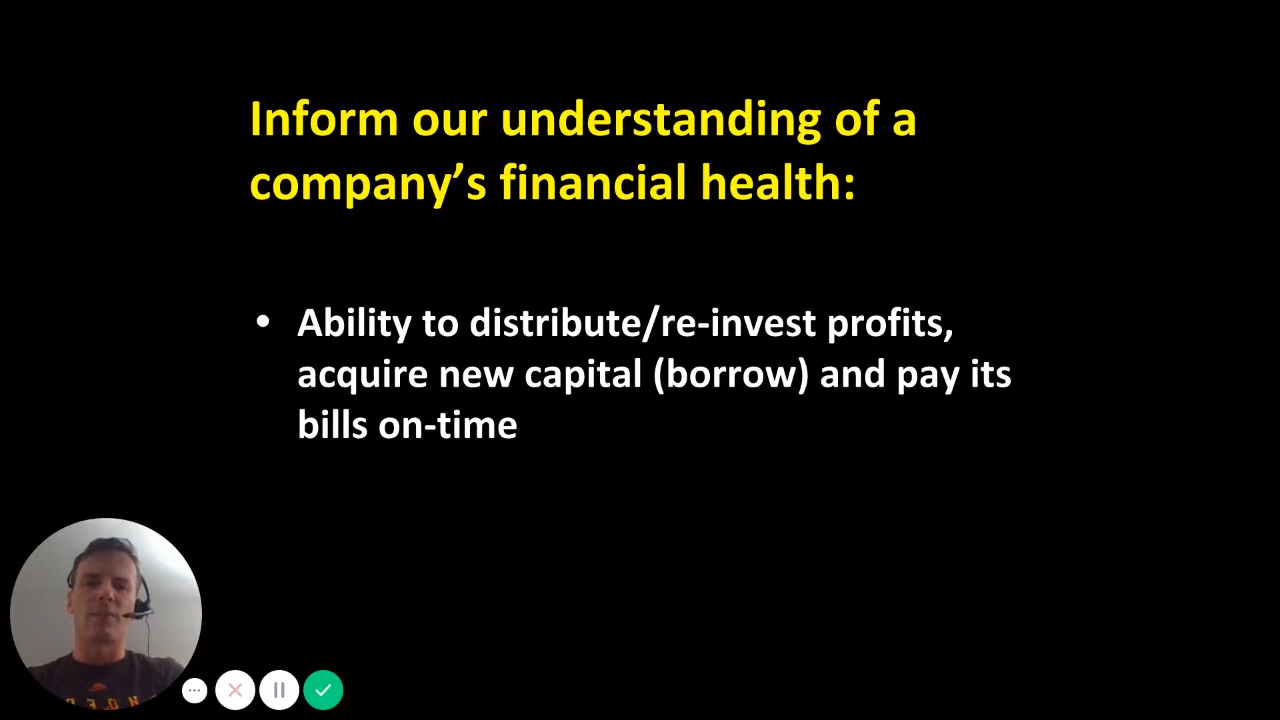 Inform our understanding of a
company’s financial health:
• Ability to distribute/re-invest profits,
acquire new capital (borrow) and pay its
bills on-time